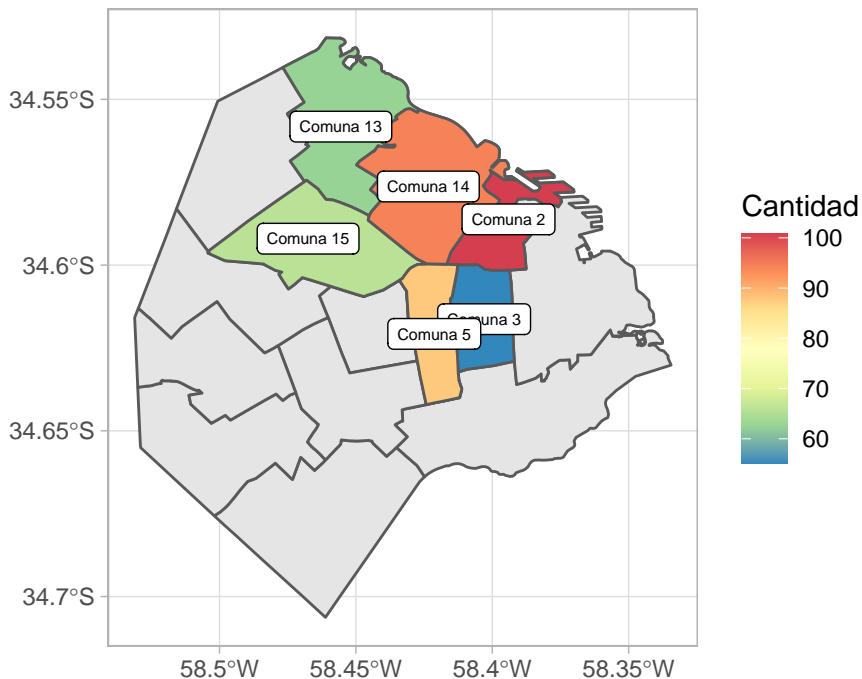 34.55°S
34.6°S
34.65°S
34.7°S
58.5°W
58.45°W
58.4°W
58.35°W
Comuna 13
Comuna 14
Comuna 2
Comuna 15
Comuna 3
Comuna 5
Cantidad
100
90
80
70
60